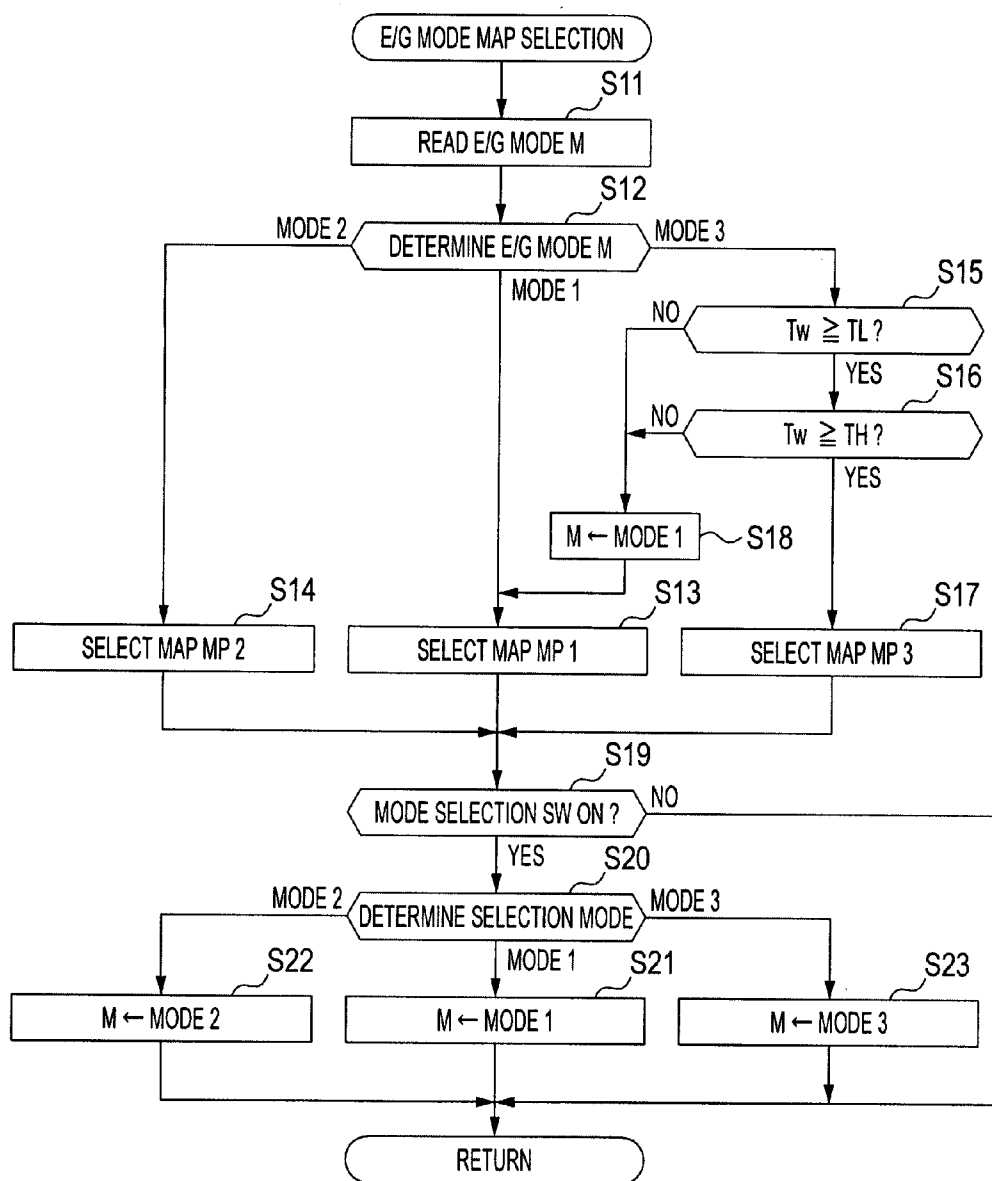 E/G MODE MAP SELECTION
S11
READ E/G MODE M
S12
MODE 2
DETERMINE E/G MODE M
MODE 3
MODE 1
S15
NO
Tw ≧ TL ?
YES
S16
NO
Tw ≧ TH ?
YES
M ← MODE 1
S18
S14
S13
S17
SELECT MAP MP 2
SELECT MAP MP 1
SELECT MAP MP 3
S19
MODE SELECTION SW ON ?
NO
YES
S20
MODE 2
DETERMINE SELECTION MODE
MODE 3
MODE 1
S22
S21
S23
M ← MODE 2
M ← MODE 1
M ← MODE 3
RETURN